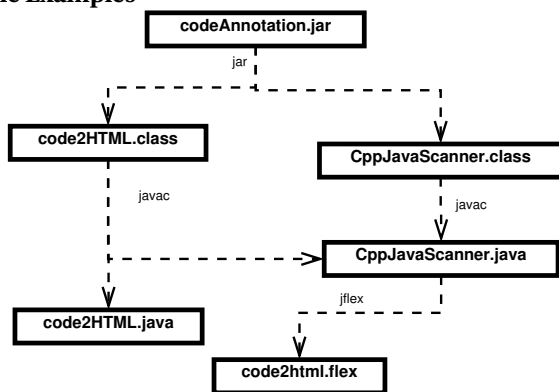 Examples
codeAnnotation.jar
jar
code2HTML.class
CppJavaScanner.class
javac
javac
CppJavaScanner.java
code2HTML.java
jflex
code2html.flex